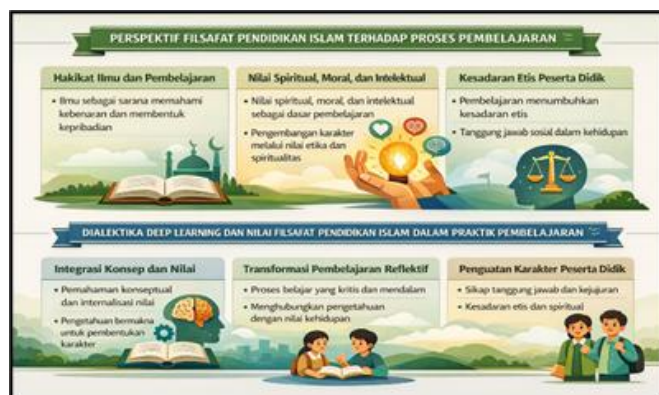 PERSPEKTIF FILSAFAT PENDIDIKAN ISLAM TERHADAP PROSES PEMBELAJARAN
Hakikat Ilmu dan Pembelajaran
• Ilmu sebagai sarana memahami
kebenaran dan membentuk
kepribadian
Nilai Spiritual, Moral, dan Intelektual
• Nilai spiritual, moral, dan intelektual
sebagai dasar pembelajaran
• Pengembangan karakter
melalui nilai etika dan
spiritualitas
Kesadaran Etis Peserta Didik
• Pembelajaran menumbuhkan
kesadaran etis
• Tanggung jawab sosial dalam kehidupan
DIALEKTIKA DEEP LEARNING DAN NILAI FILSAFAT PENDIDIKAN ISLAM DALAM PRAKTIK PEMBELAJARAN
Integrasi Konsep dan Nilai
• Pemahaman konseptual
dan internalisasi nilai
• Pengetahuan bermakna
untuk pembentukan
karakter
Transformasi Pembelajaran Reflektif
• Proses belajar yang kritis dan mendalam
• Menghubungkan pengetahuan
dengan nilai kehidupan
Penguatan Karakter Peserta Didik
• Sikap tanggung jawab dan kejujuran
• Kesadaran etis dan spiritual